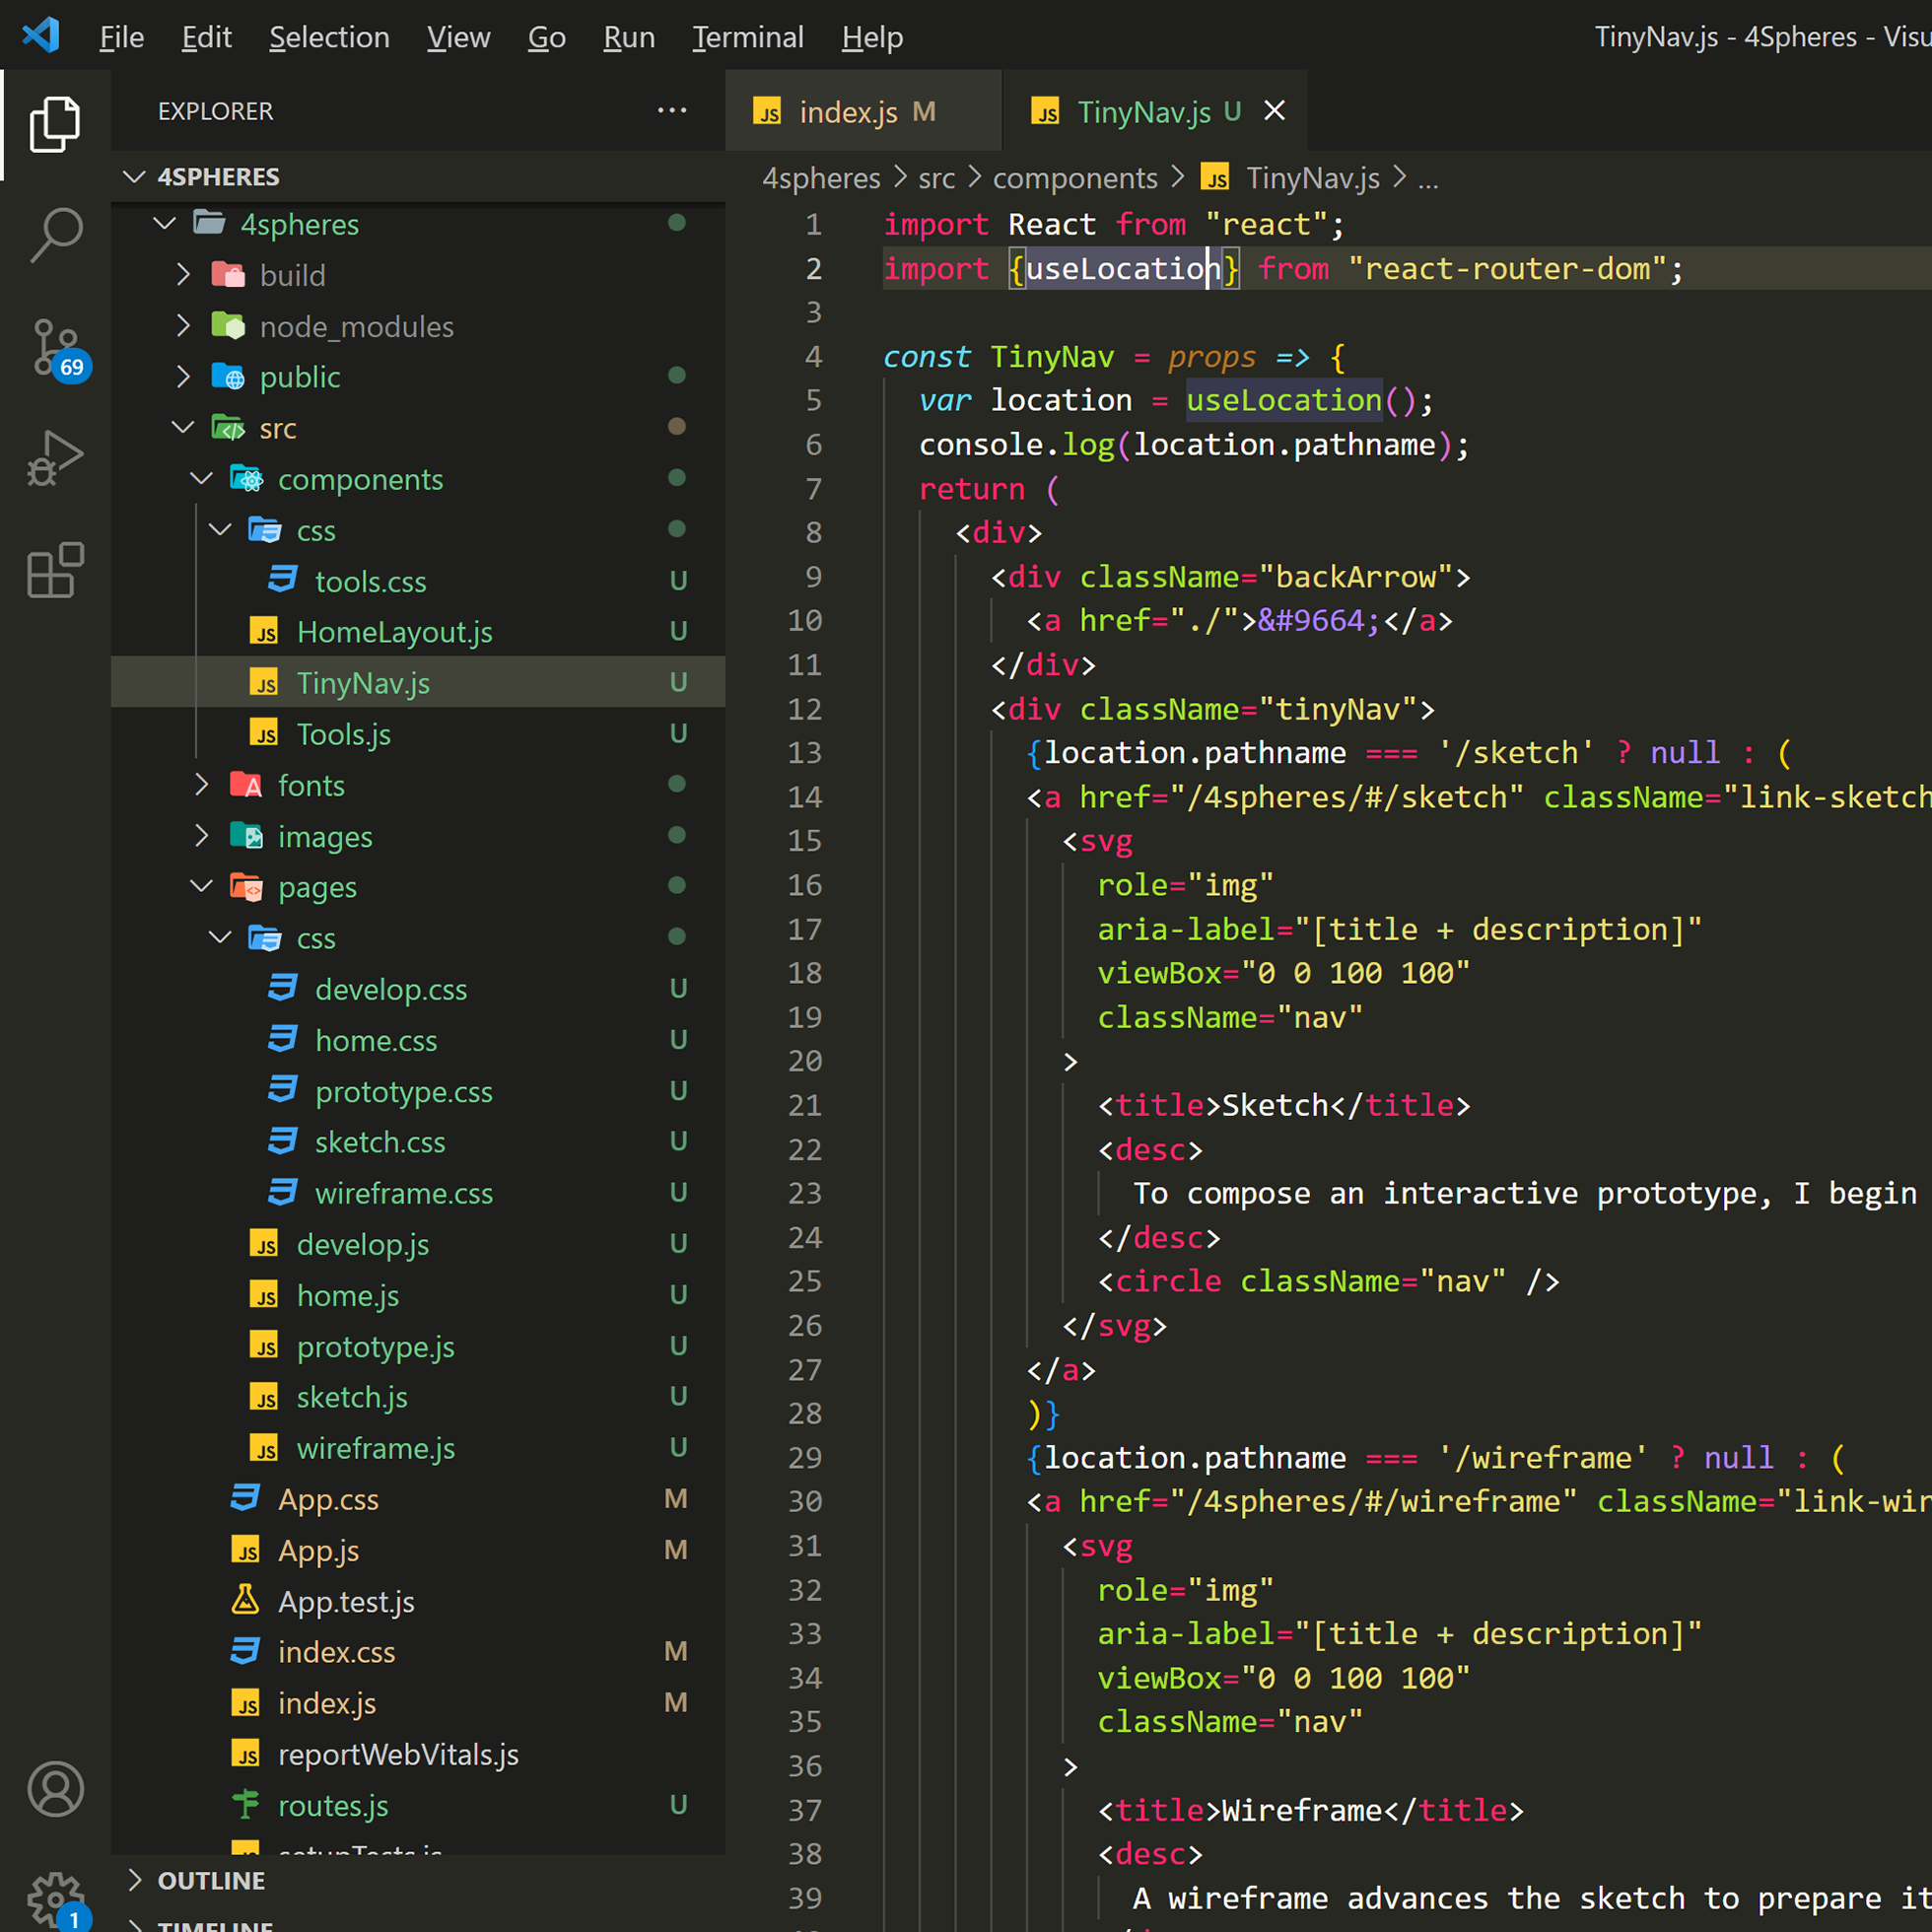 File Edit Selection View Go Run Terminal Help TinyNav.js - 4Spheres - Visu
EXPLORER ...
4SPHERES
4spheres
build
node_modules
public
src
components
css
tools.css U
HomeLayout.js U
TinyNav.js U
Tools.js U
fonts
images
pages
css
develop.css U
home.css U
prototype.css U
sketch.css U
wireframe.css U
develop.js U
home.js U
prototype.js U
sketch.js U
wireframe.js U
App.css M
App.js M
App.test.js
index.css M
index.js M
reportWebVitals.js
routes.js U
OUTLINE
TIMELINE
69
1
JS index.js M JS TinyNav.js U
4spheres > src > components > JS TinyNav.js > ...
1 import React from "react";
2 import {useLocation} from "react-router-dom";
3
4 const TinyNav = props => {
5 var location = useLocation();
6 console.log(location.pathname);
7 return (
8 <div>
9 <div className="backArrow">
10 <a href="./">&#9664;</a>
11 </div>
12 <div className="tinyNav">
13 {location.pathname === '/sketch' ? null : (
14 <a href="/4spheres/#/sketch" className="link-sketch
15 <svg
16 role="img"
17 aria-label="[title + description]"
18 viewBox="0 0 100 100"
19 className="nav"
20 >
21 <title>Sketch</title>
22 <desc>
23 To compose an interactive prototype, I begin
24 </desc>
25 <circle className="nav" />
26 </svg>
27 </a>
28 )}
29 {location.pathname === '/wireframe' ? null : (
30 <a href="/4spheres/#/wireframe" className="link-wir
31 <svg
32 role="img"
33 aria-label="[title + description]"
34 viewBox="0 0 100 100"
35 className="nav"
36 >
37 <title>Wireframe</title>
38 <desc>
39 A wireframe advances the sketch to prepare it